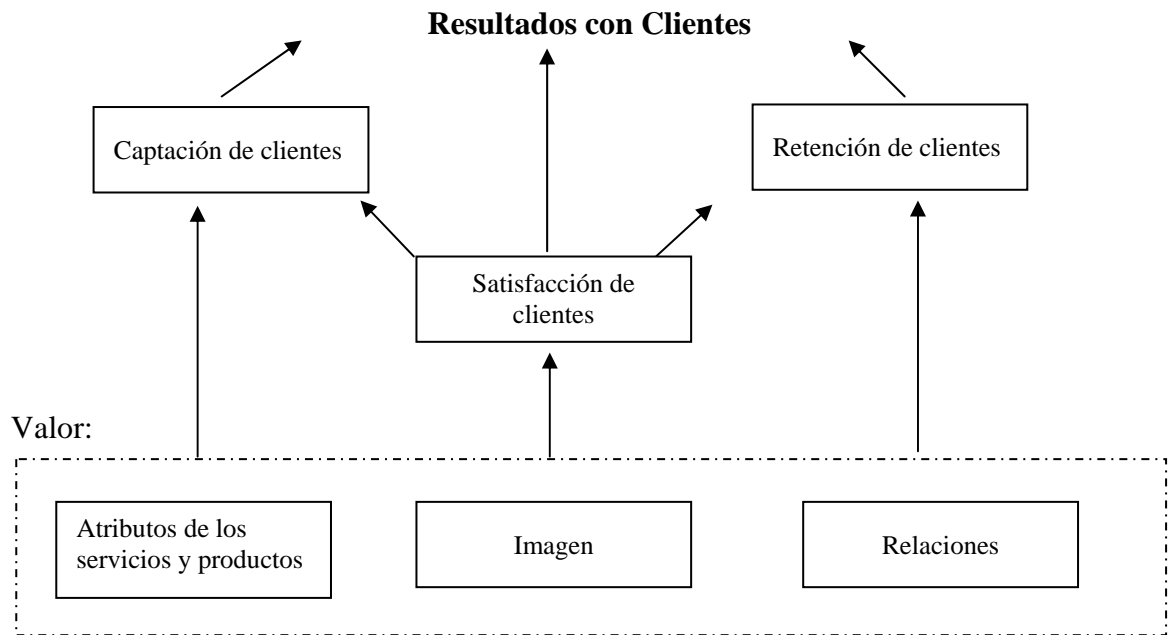 Resultados con Clientes
Captación de clientes
Retención de clientes
Satisfacción de
clientes
Valor:
Atributos de los
servicios y productos
Imagen
Relaciones